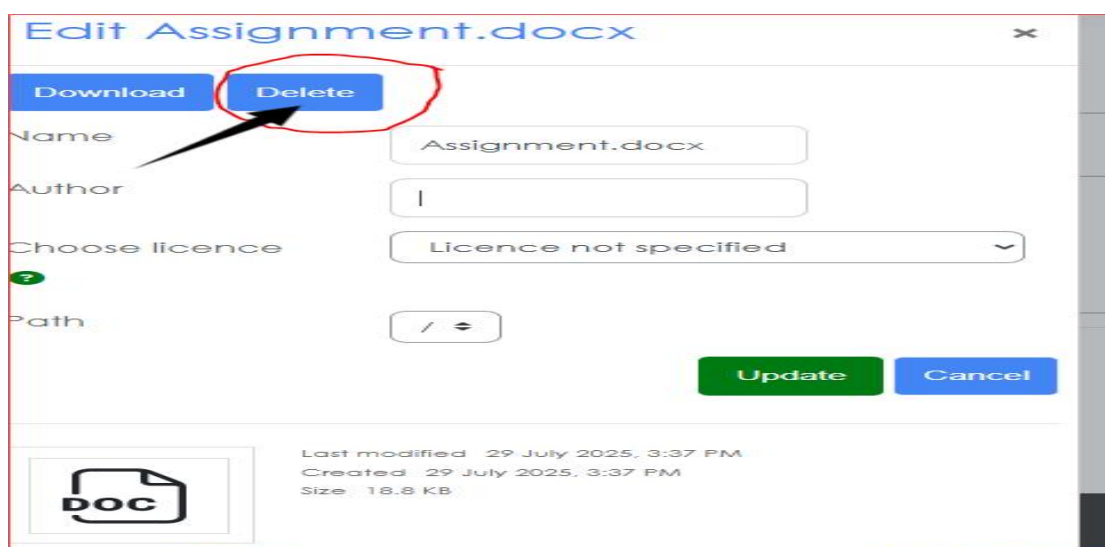 Edit Assignment.docx ×
Download Delete
Name Assignment.docx
Author
Choose licence Licence not specified
?
Path /
Update Cancel
Last modified 29 July 2025, 3:37 PM
Created 29 July 2025, 3:37 PM
Size 18.8 KB
DOC